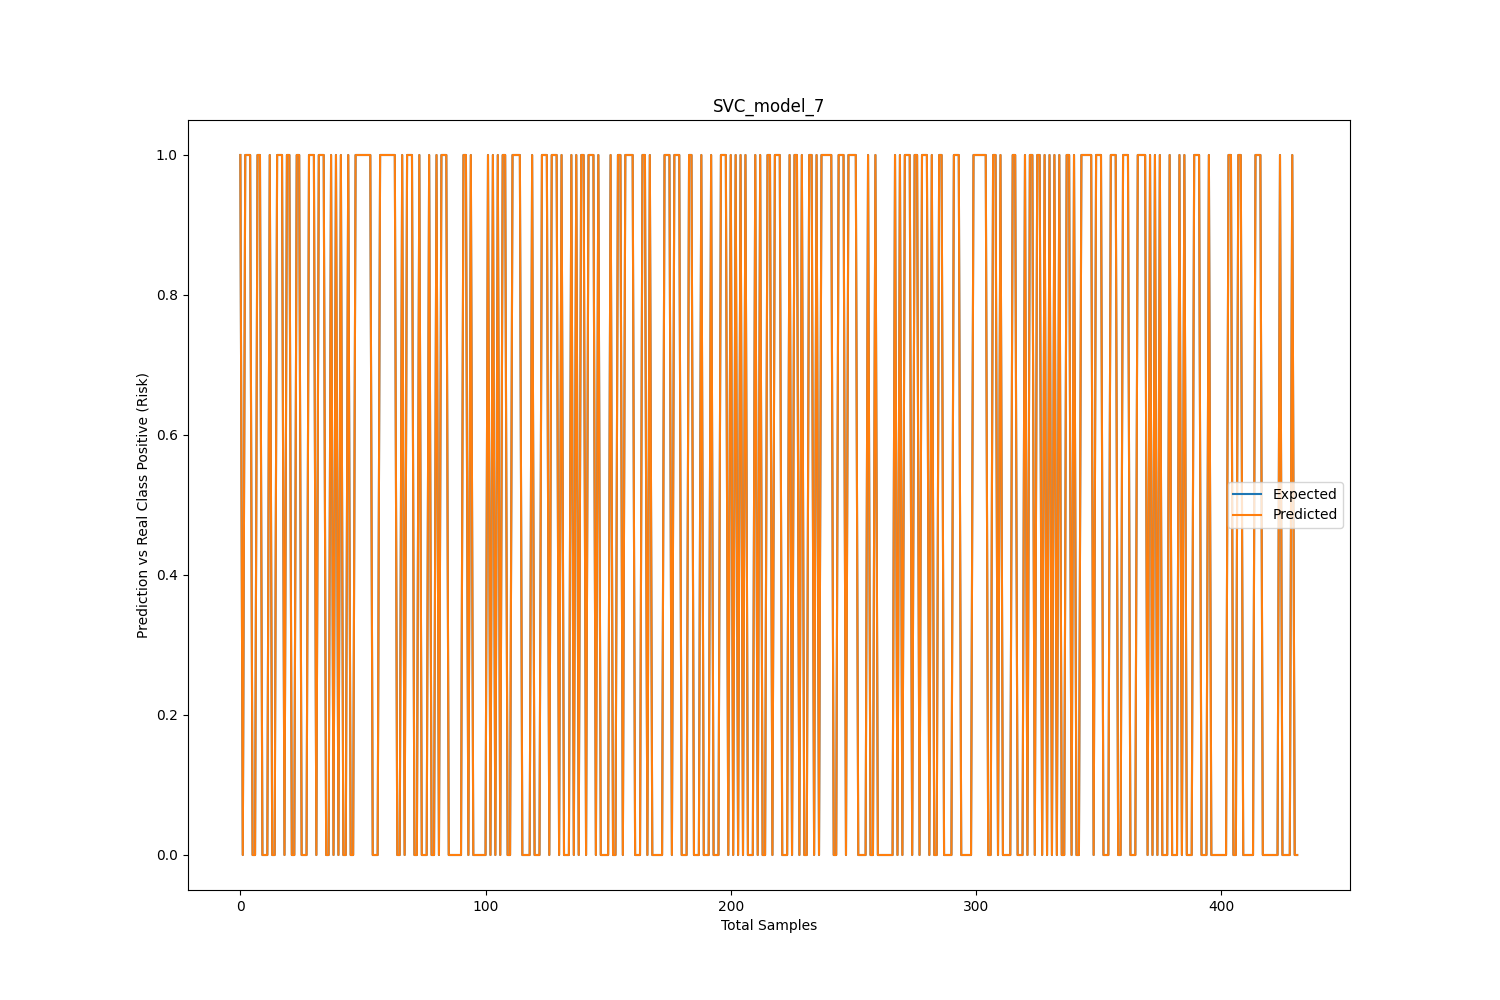 SVC_model_7
Prediction vs Real Class Positive (Risk)
1.0
0.8
0.6
0.4
0.2
0.0
Expected
Predicted
0 100 200 300 400
Total Samples